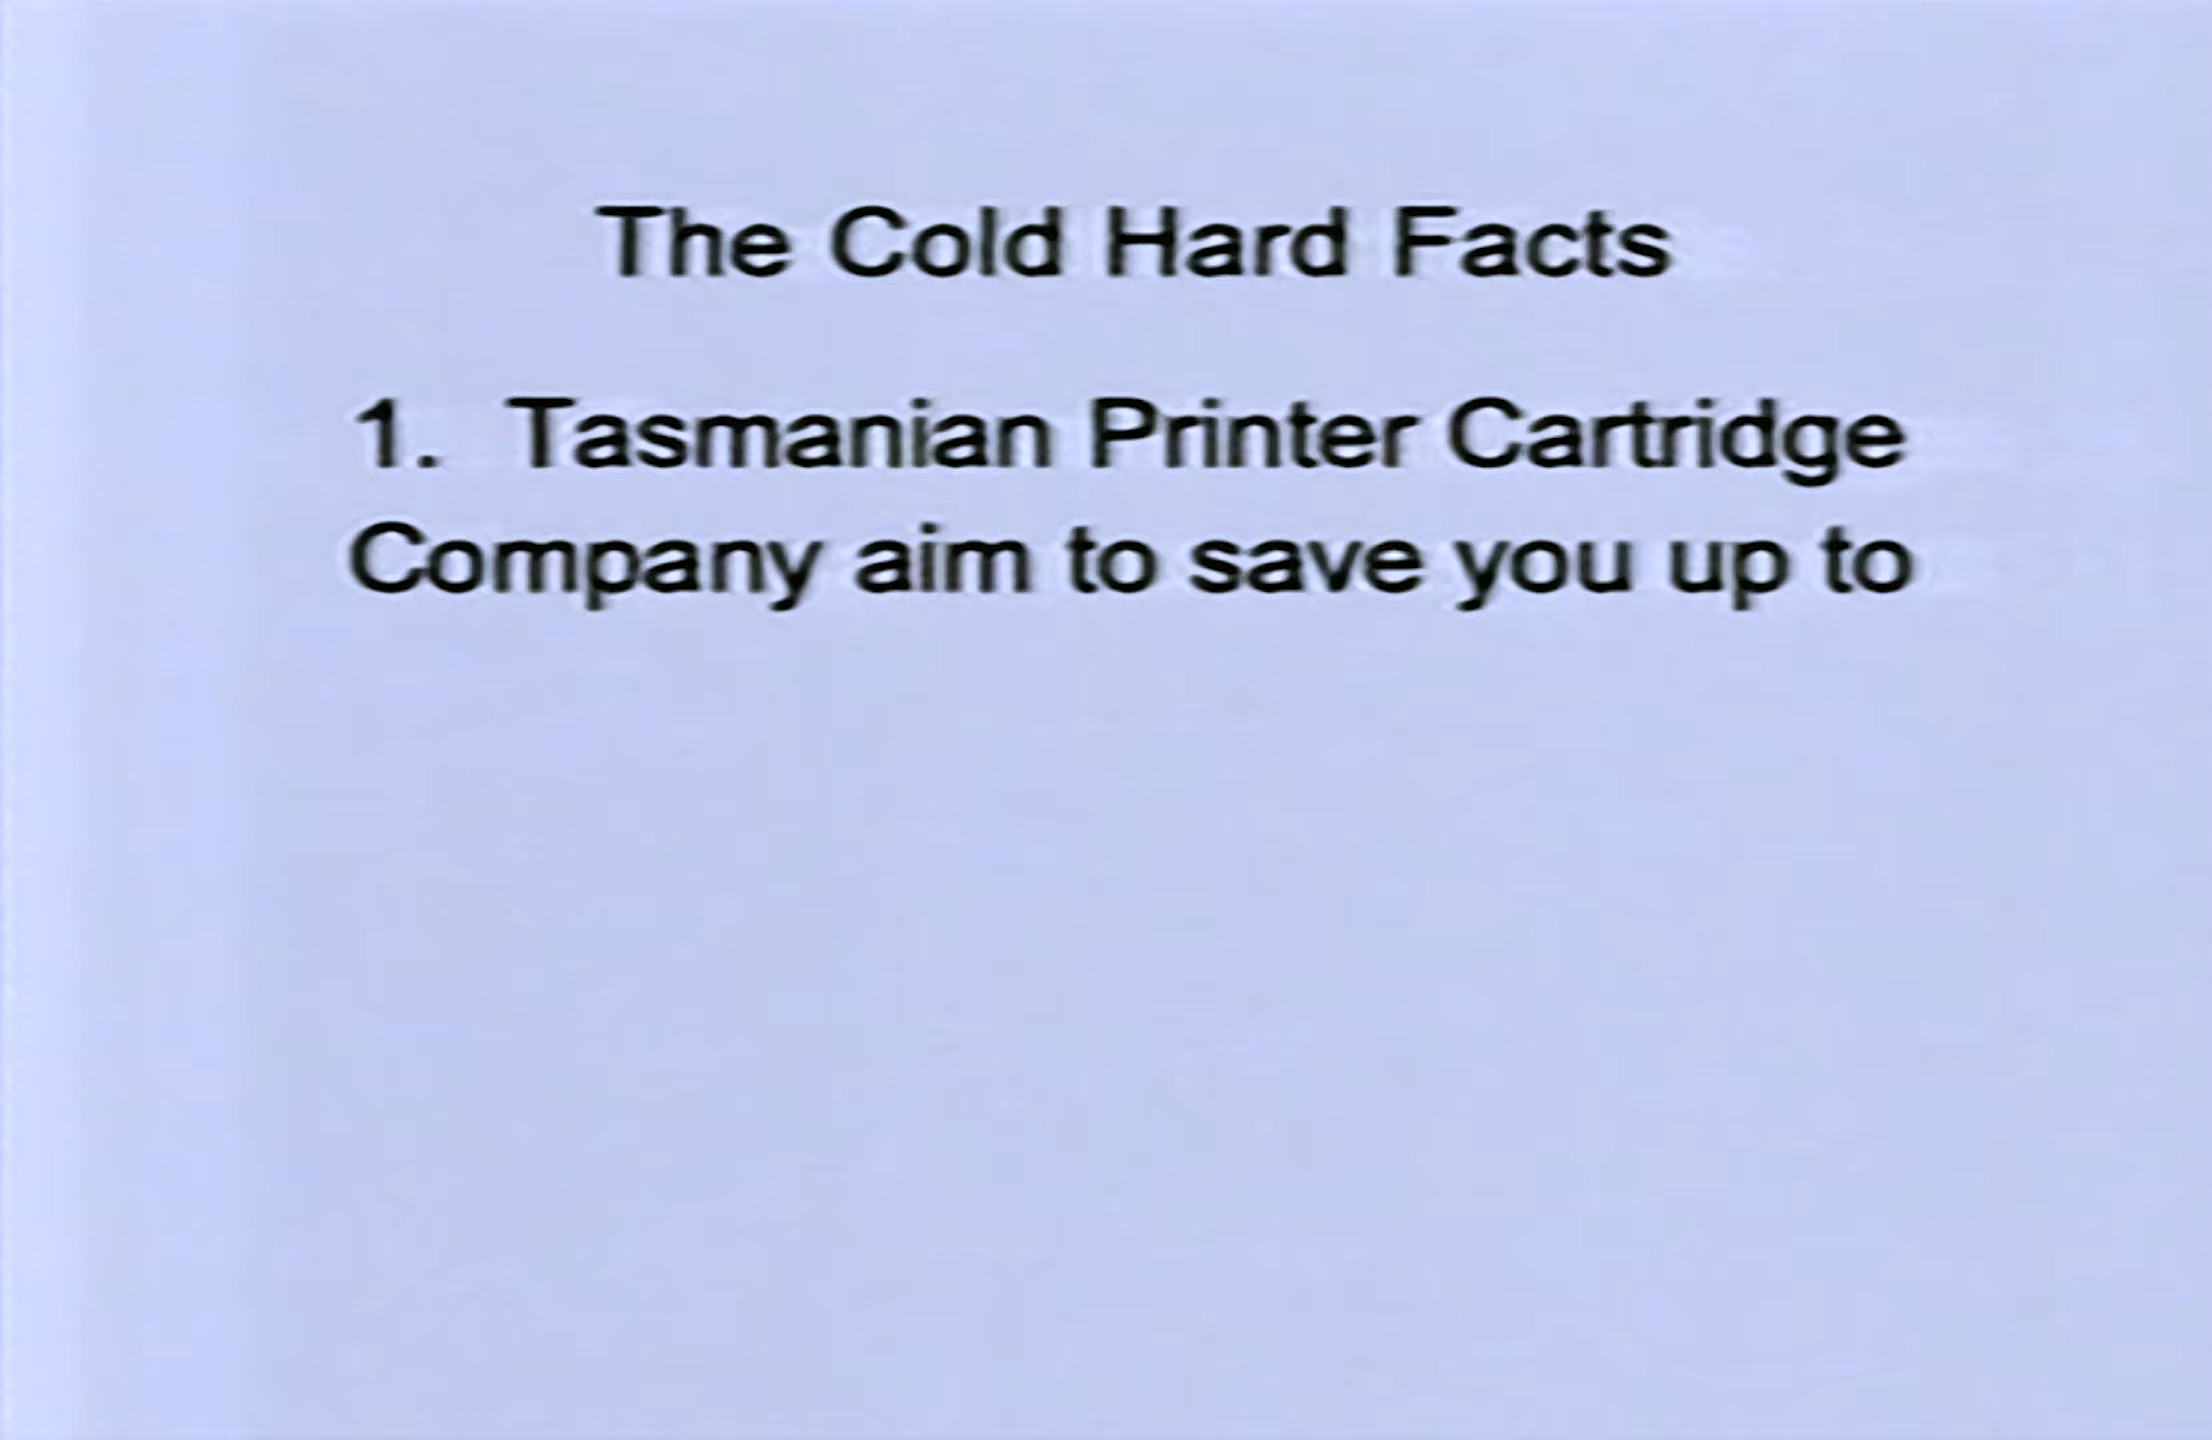 The Cold Hard Facts
1. Tasmanian Printer Cartridge
Company aim to save you up to